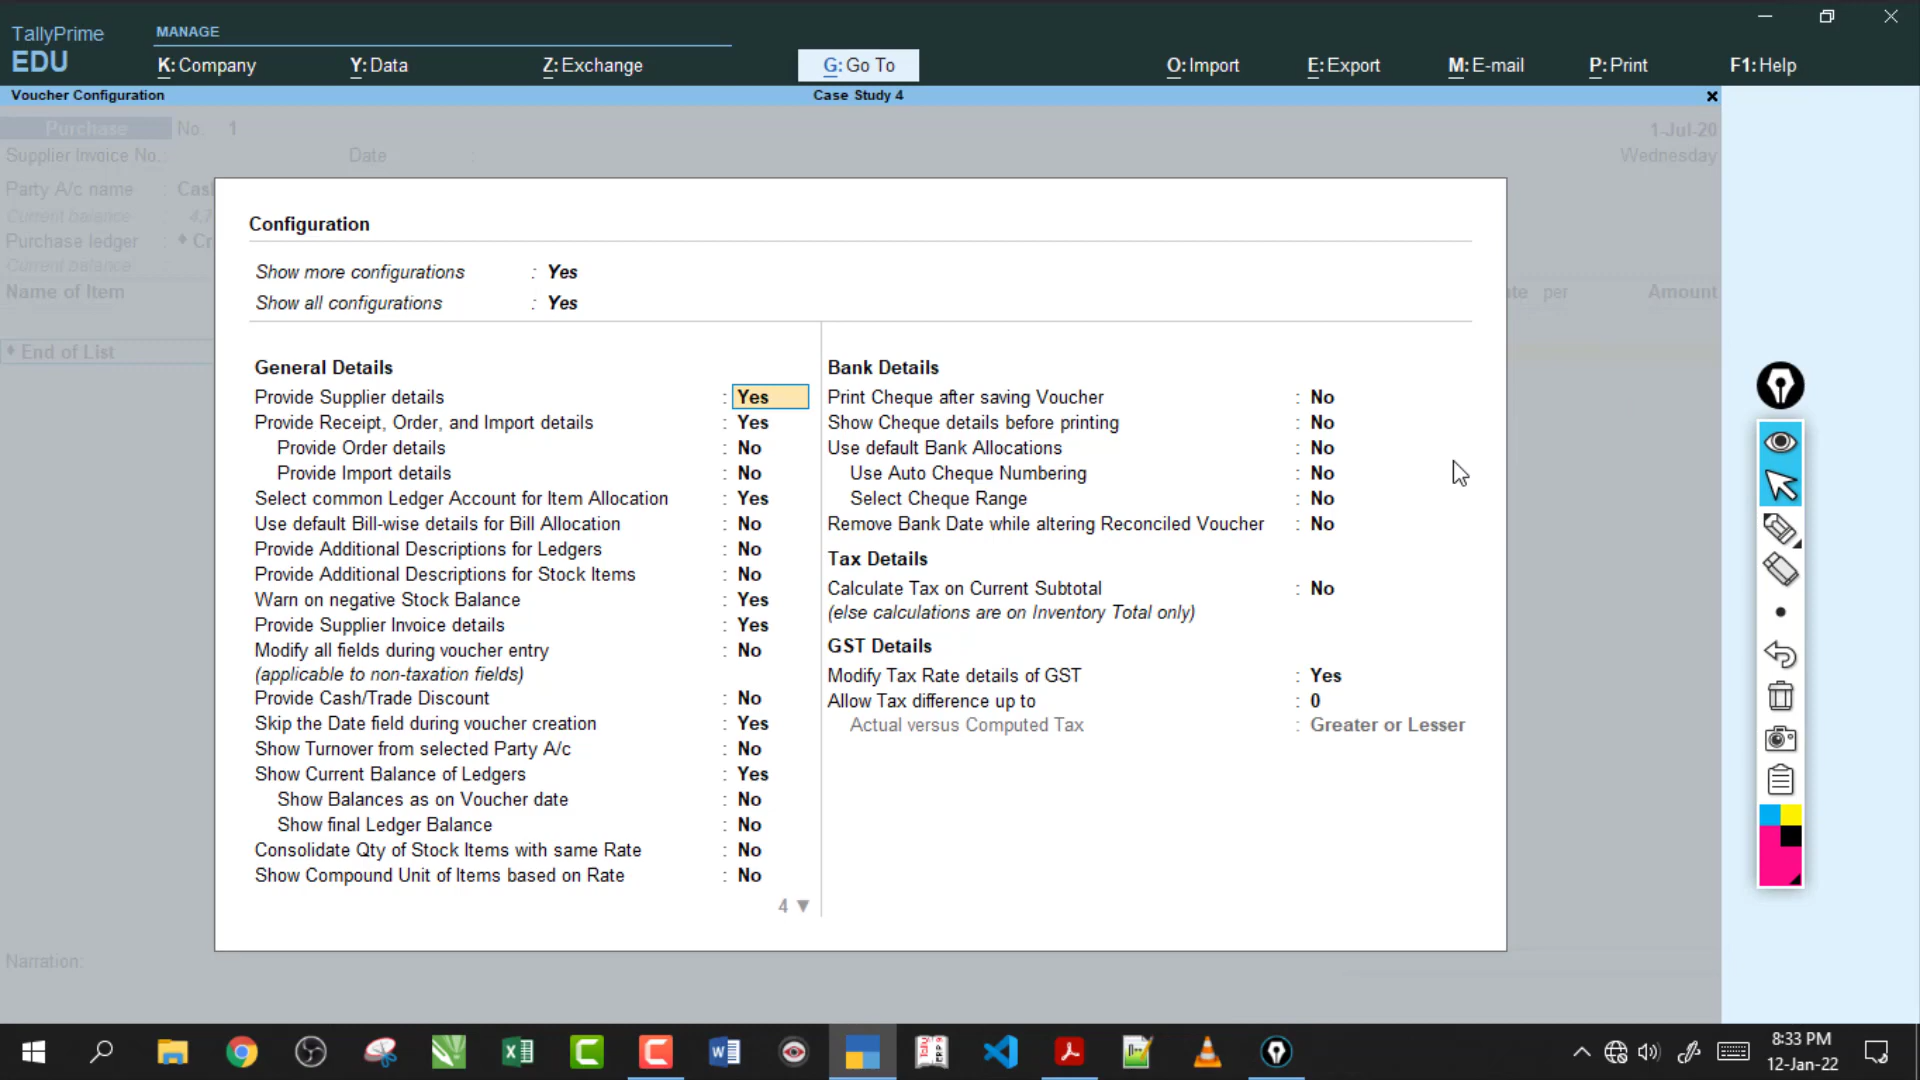 TallyPrime
EDU
MANAGE
K: Company
Y: Data
Z: Exchange
G: Go To
O: Import
E: Export
M: E-mail
P: Print
F1: Help
Voucher Configuration
Case Study 4
Purchase No. 1
1-Jul-20
Supplier Invoice No.
Date :
Wednesday
Party A/c name :
Current balance : 4,7
Purchase ledger :
Current balance :
Name of Item
per
Amount
End of List
Configuration
Show more configurations : Yes
Show all configurations : Yes
General Details
Provide Supplier details : Yes
Provide Receipt, Order, and Import details : Yes
Provide Order details : No
Provide Import details : No
Select common Ledger Account for Item Allocation : Yes
Use default Bill-wise details for Bill Allocation : No
Provide Additional Descriptions for Ledgers : No
Provide Additional Descriptions for Stock Items : No
Warn on negative Stock Balance : Yes
Provide Supplier Invoice details : Yes
Modify all fields during voucher entry : No
(applicable to non-taxation fields)
Provide Cash/Trade Discount : No
Skip the Date field during voucher creation : Yes
Show Turnover from selected Party A/c : No
Show Current Balance of Ledgers : Yes
Show Balances as on Voucher date : No
Show final Ledger Balance : No
Consolidate Qty of Stock Items with same Rate : No
Show Compound Unit of Items based on Rate : No
4 ▼
Bank Details
Print Cheque after saving Voucher : No
Show Cheque details before printing : No
Use default Bank Allocations : No
Use Auto Cheque Numbering : No
Select Cheque Range : No
Remove Bank Date while altering Reconciled Voucher : No
Tax Details
Calculate Tax on Current Subtotal : No
(else calculations are on Inventory Total only)
GST Details
Modify Tax Rate details of GST : Yes
Allow Tax difference up to : 0
Actual versus Computed Tax : Greater or Lesser
Narration:
8:33 PM
12-Jan-22